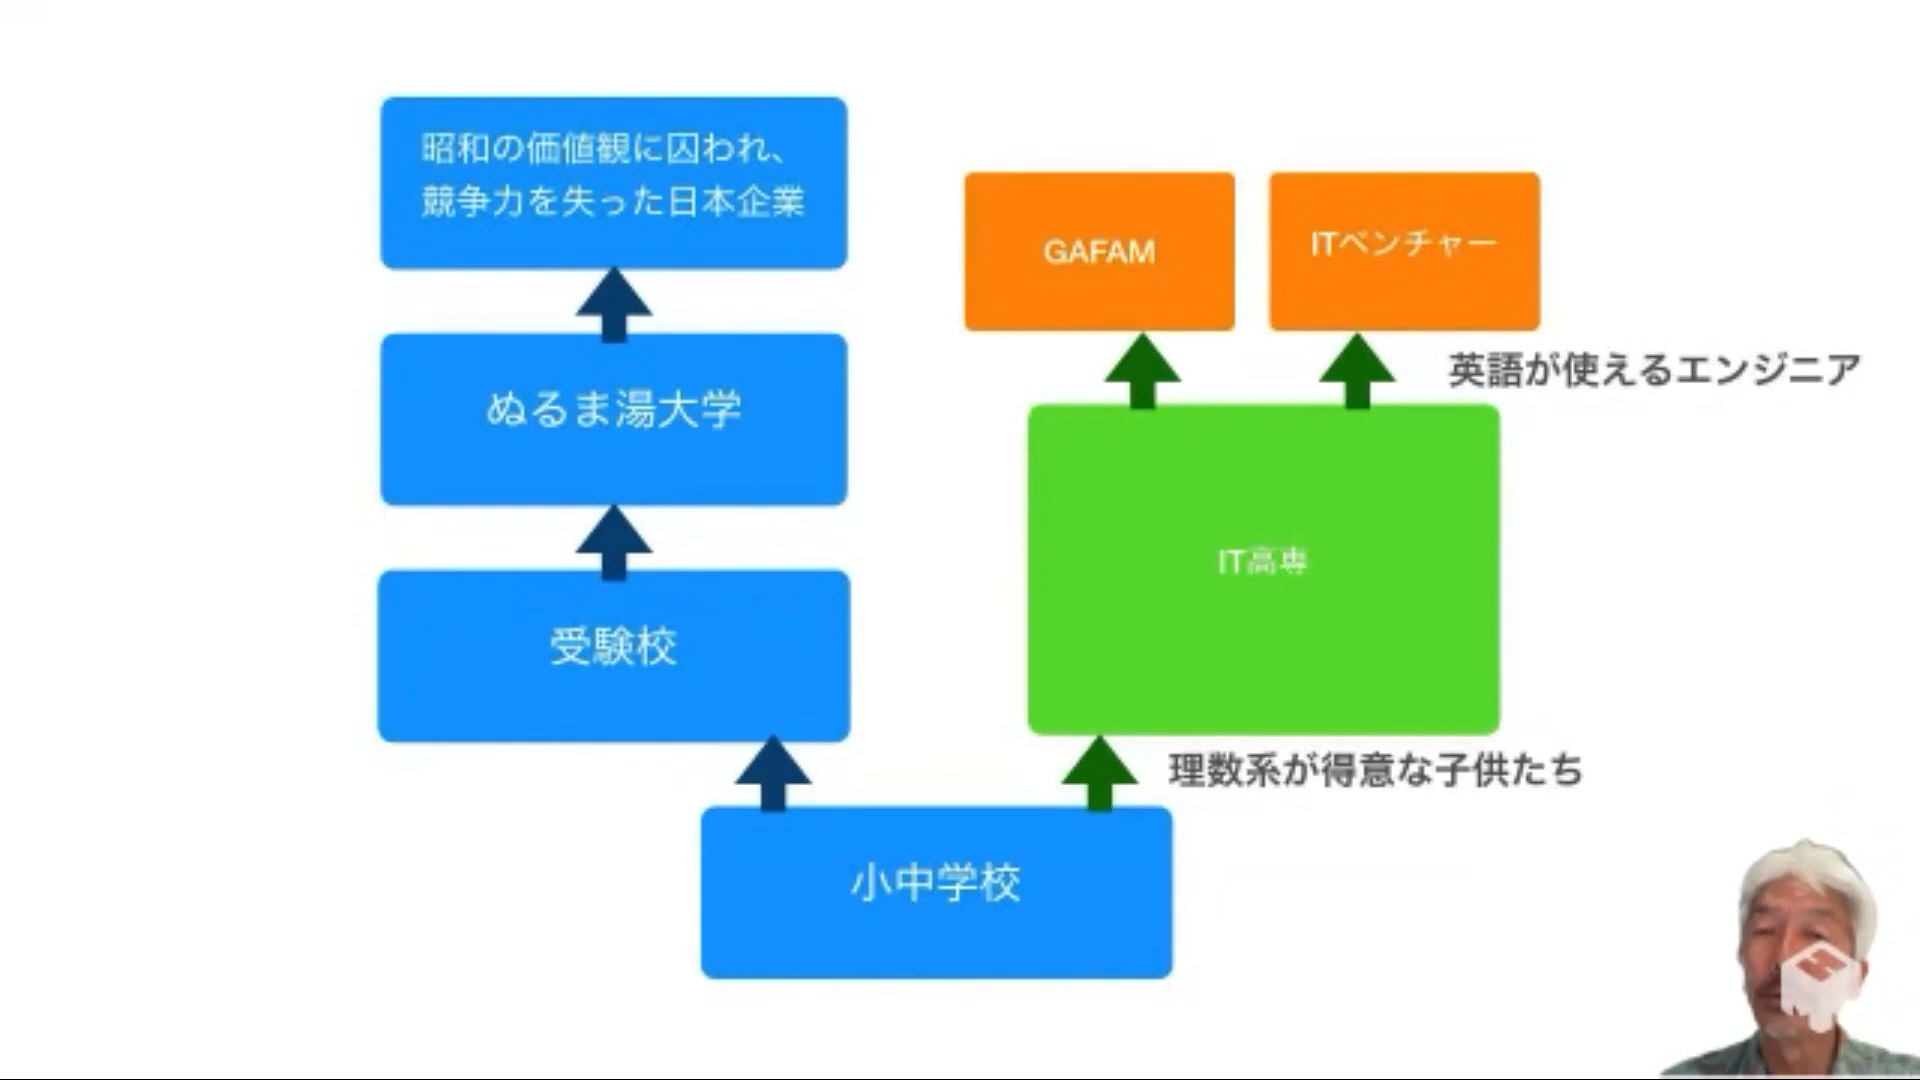 昭和の価値観に囚われ、
競争力を失った日本企業
GAFAM
ITベンチャー
英語が使えるエンジニア
ぬるま湯大学
IT高専
受験校
理数系が得意な子供たち
小中学校